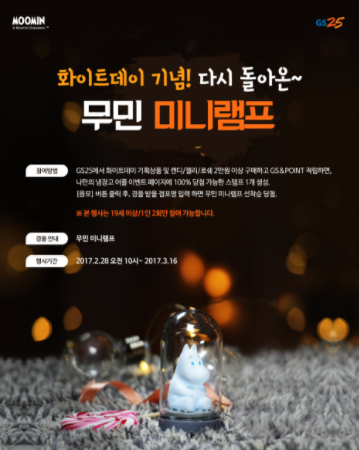 MOOMIN
GS25
화이트데이 기념! 다시 돌아온~
무민 미니램프
참여방법
GS25에서 화이트데이 기획상품 및 캔디/젤리/로쉐 2만원 이상 구매하고 GS&POINT 적립하면,
나만의 냉장고 어플 이벤트 페이지에 100% 당첨 가능한 스탬프 1개 생성.
[응모] 버튼 클릭 후, 경품 받을 점포명 입력 하면 무민 미니램프 선착순 당첨.
※ 본 행사는 19세 이상/1인 2회만 참여 가능합니다.
경품 안내
무민 미니램프
행사기간
2017.2.28 오전 10시~ 2017.3.16